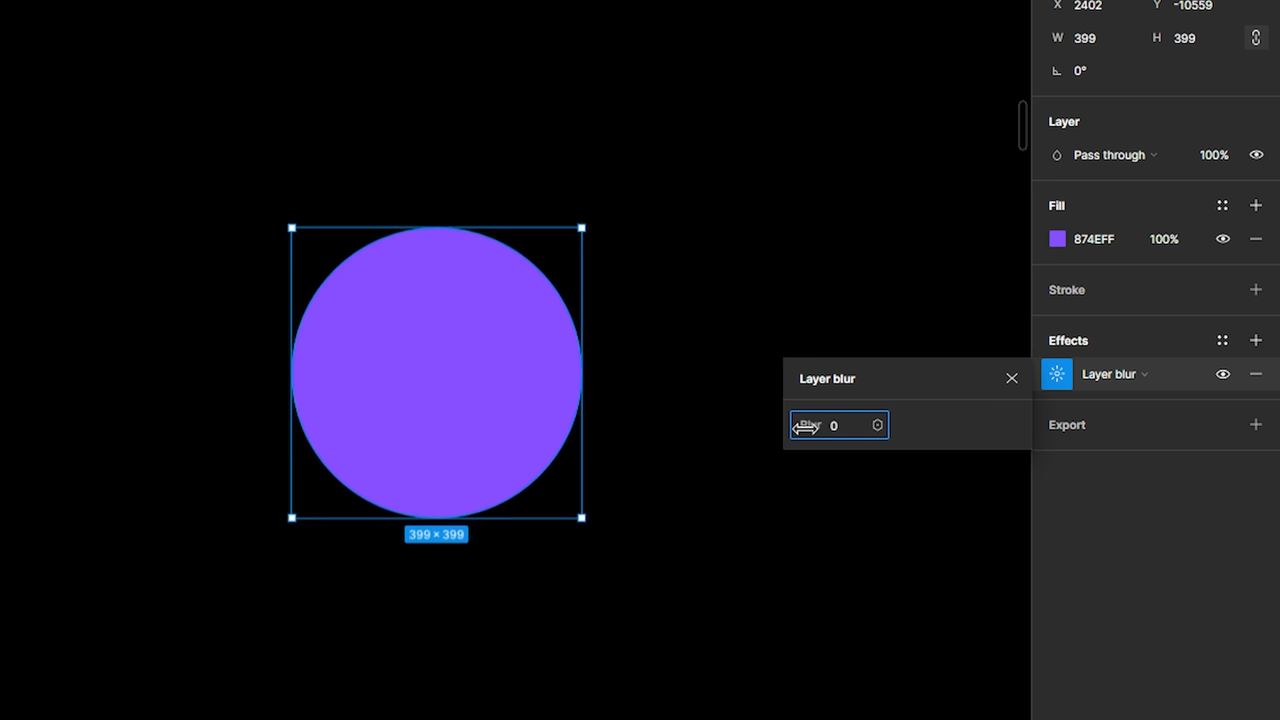 X 2402 Y -10559
W 399 H 399
0°
Layer
Pass through 100%
Fill
874EFF 100%
Stroke
Effects
Layer blur
Layer blur
0
Export
399 × 399